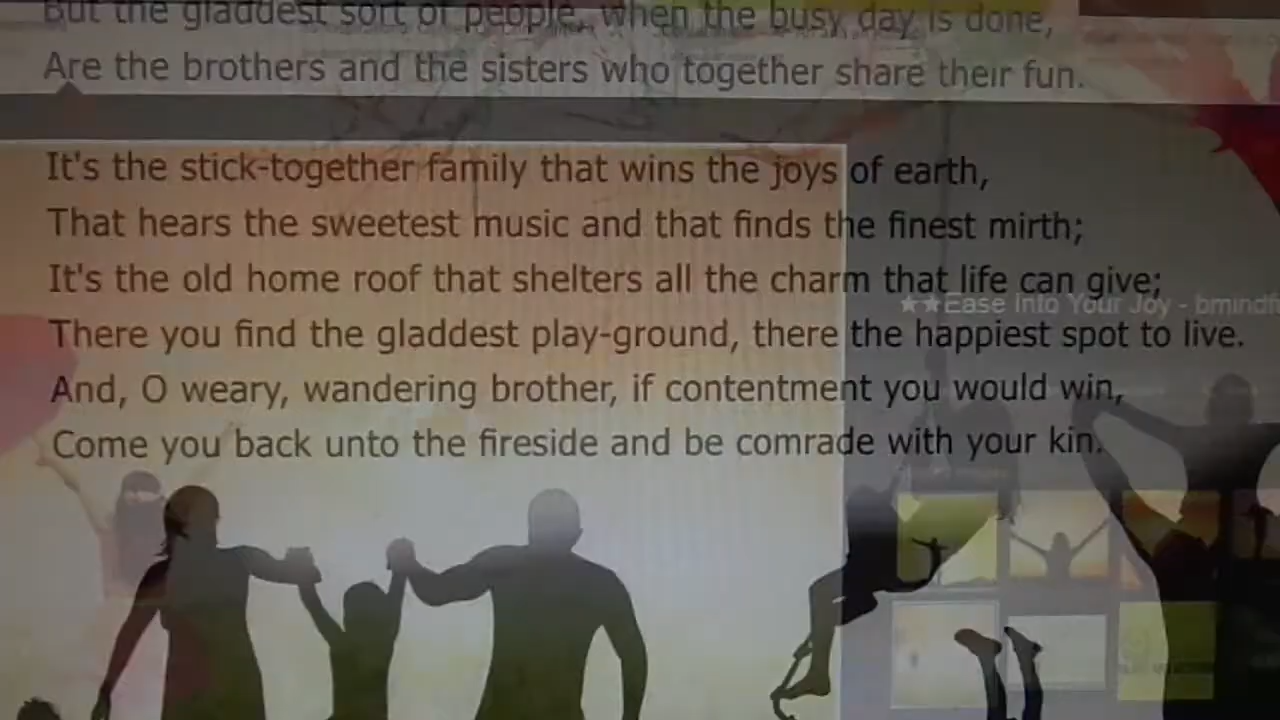 But the gladdest sort of people, when the busy day is done,
Are the brothers and the sisters who together share their fun.
It's the stick-together family that wins the joys of earth,
That hears the sweetest music and that finds the finest mirth;
It's the old home roof that shelters all the charm that life can give;
★★Ease Into Your Joy - bmindf
There you find the gladdest play-ground, there the happiest spot to live.
And, O weary, wandering brother, if contentment you would win,
Come you back unto the fireside and be comrade with your kin.